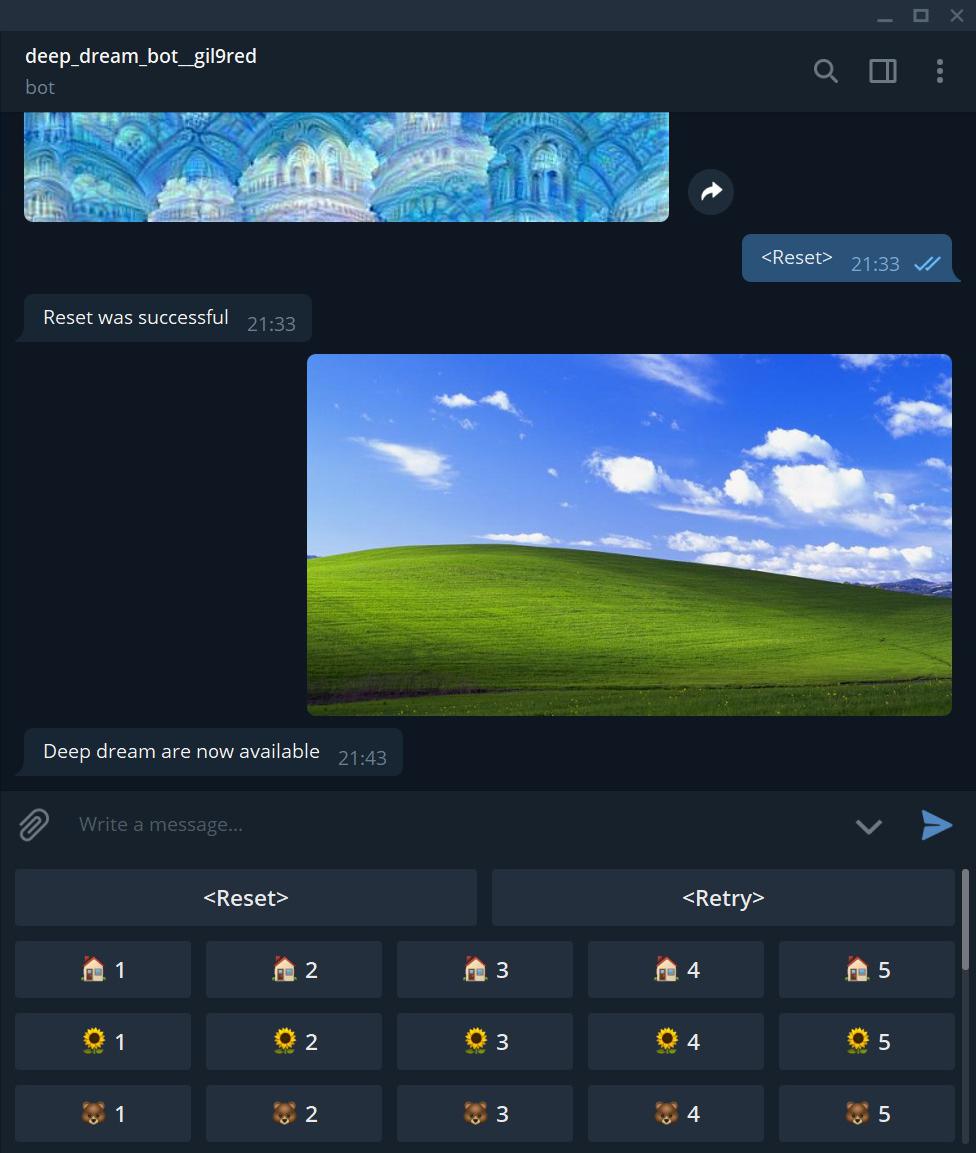 deep_dream_bot__gil9red
bot
<Reset> 21:33
Reset was successful 21:33
Deep dream are now available 21:43
Write a message...
<Reset> <Retry>
🏠 1 🏠 2 🏠 3 🏠 4 🏠 5
🌻 1 🌻 2 🌻 3 🌻 4 🌻 5
🐻 1 🐻 2 🐻 3 🐻 4 🐻 5